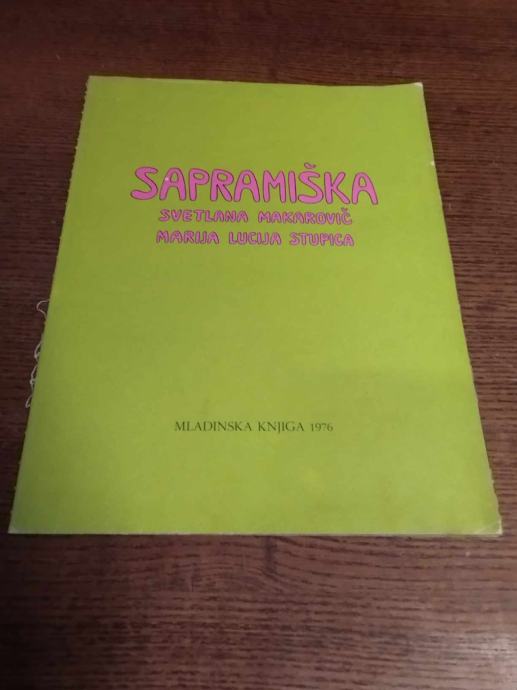 SAPRAMIŠKA
SVETLANA MAKAROVIČ
MARIJA LUCIJA STUPICA
MLADINSKA KNJIGA 1976